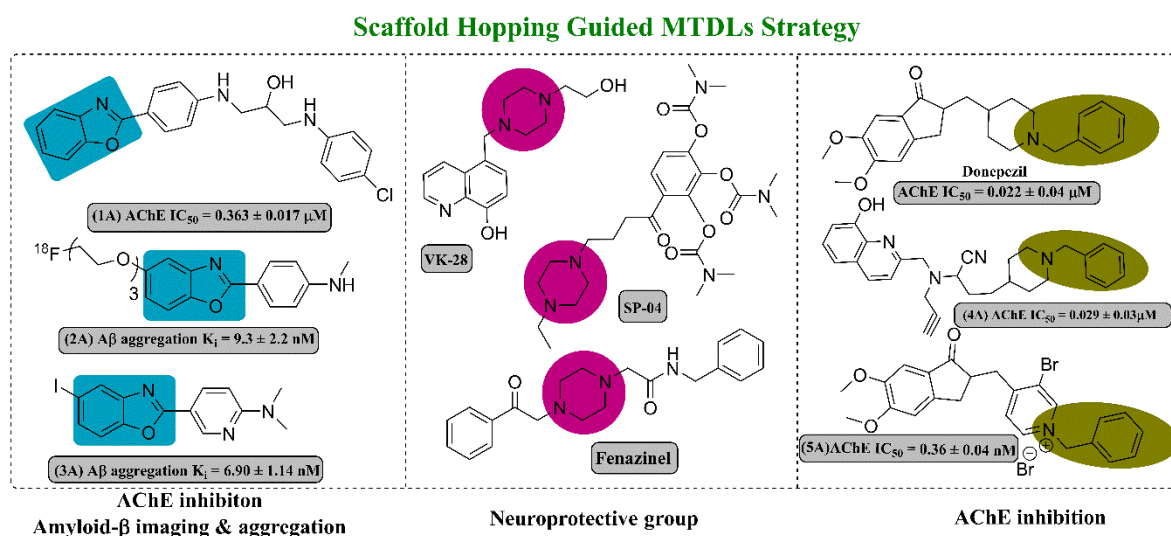 Scaffold Hopping Guided MTDLs Strategy
N
O
H
N
OH
N
H
Cl
(1A) AChE IC50 = 0.363 ± 0.017 μM
18F
O
3
N
O
NH
(2A) Aβ aggregation Ki = 9.3 ± 2.2 nM
I
N
O
N
N
(3A) Aβ aggregation Ki = 6.90 ± 1.14 nM
AChE inhibiton
Amyloid-β imaging & aggregation
N
OH
N
N
OH
VK-28
N
O
O
O
O
N
O
O
O
N
N
N
SP-04
O
N
N
O
H
N
Fenazinel
Neuroprotective group
O
O
O
N
Donepezil
AChE IC50 = 0.022 ± 0.04 μM
OH
N
N
CN
N
(4A) AChE IC50 = 0.029 ± 0.03μM
O
O
O
Br
N
⊕
Br
⊖
(5A)AChE IC50 = 0.36 ± 0.04 nM
AChE inhibition